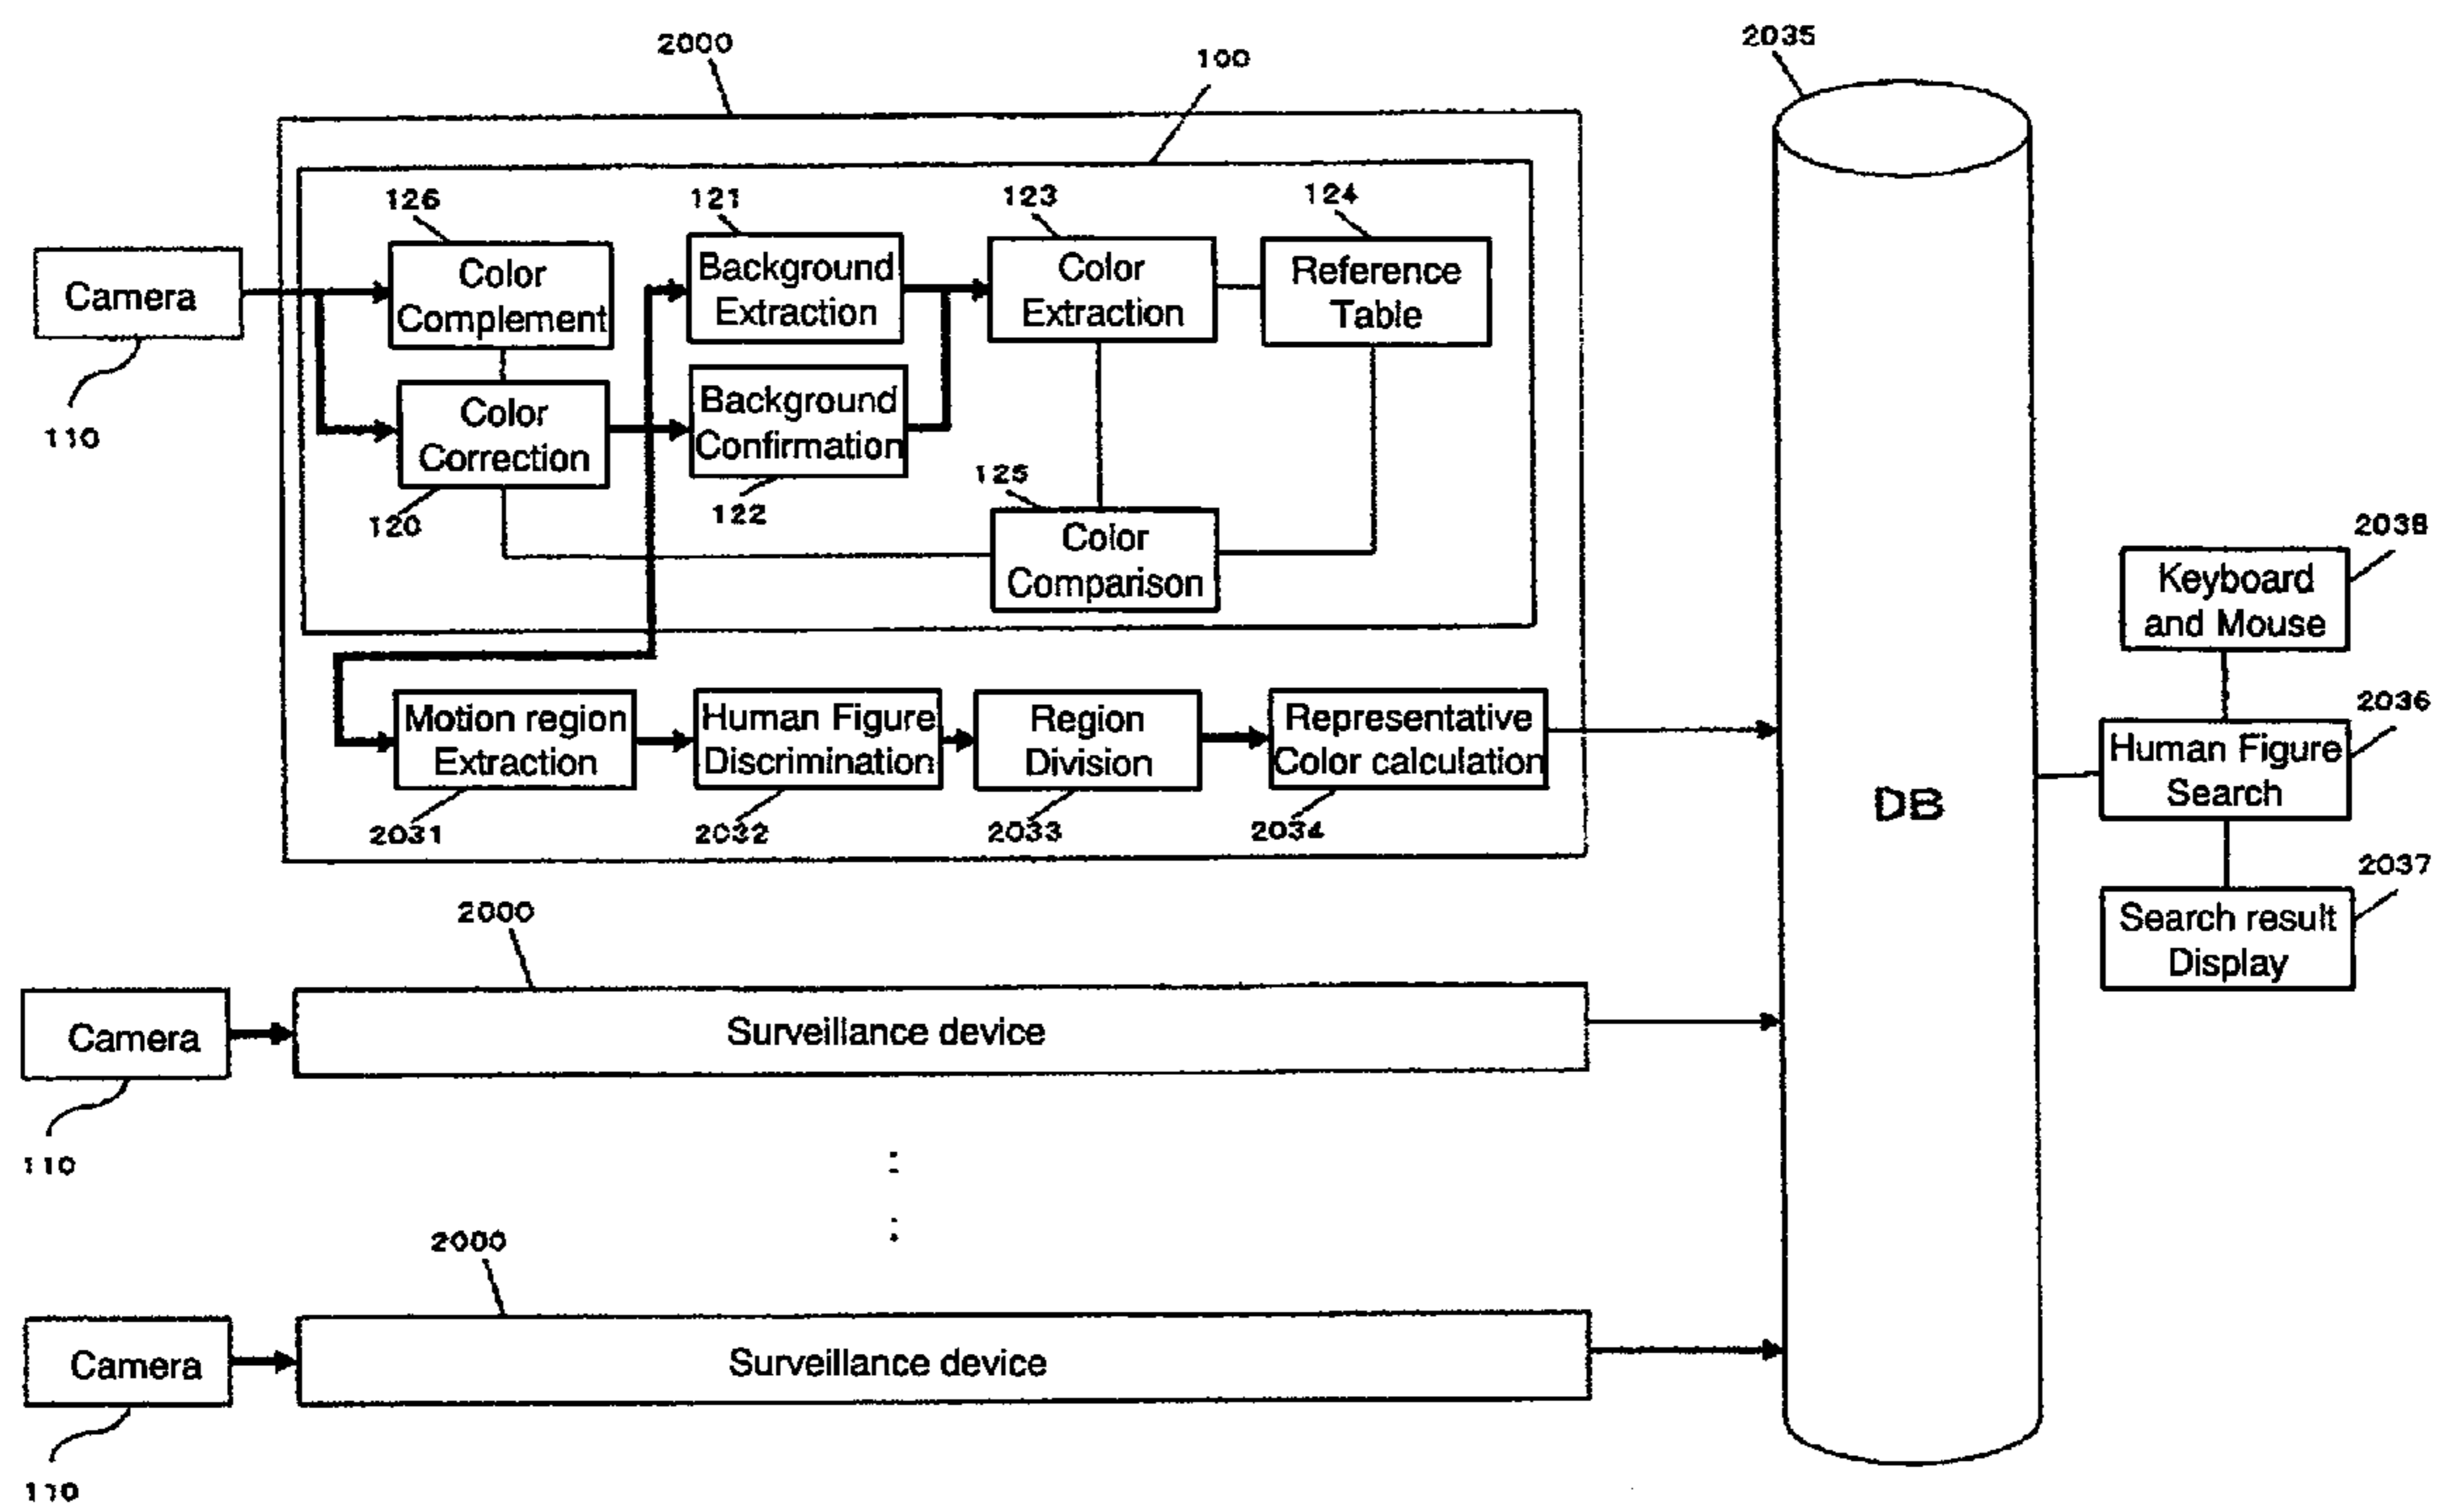 2000
100
2035
126
121
123
124
Camera
110
Color
Complement
Background
Extraction
Color
Extraction
Reference
Table
Color
Correction
120
Background
Confirmation
122
125
Color
Comparison
2038
Keyboard
and Mouse
2036
Human Figure
Search
2037
Search result
Display
DB
Motion region
Extraction
2031
Human Figure
Discrimination
2032
Region
Division
2033
Representative
Color calculation
2034
2000
Camera
110
Surveillance device
2000
Camera
110
Surveillance device